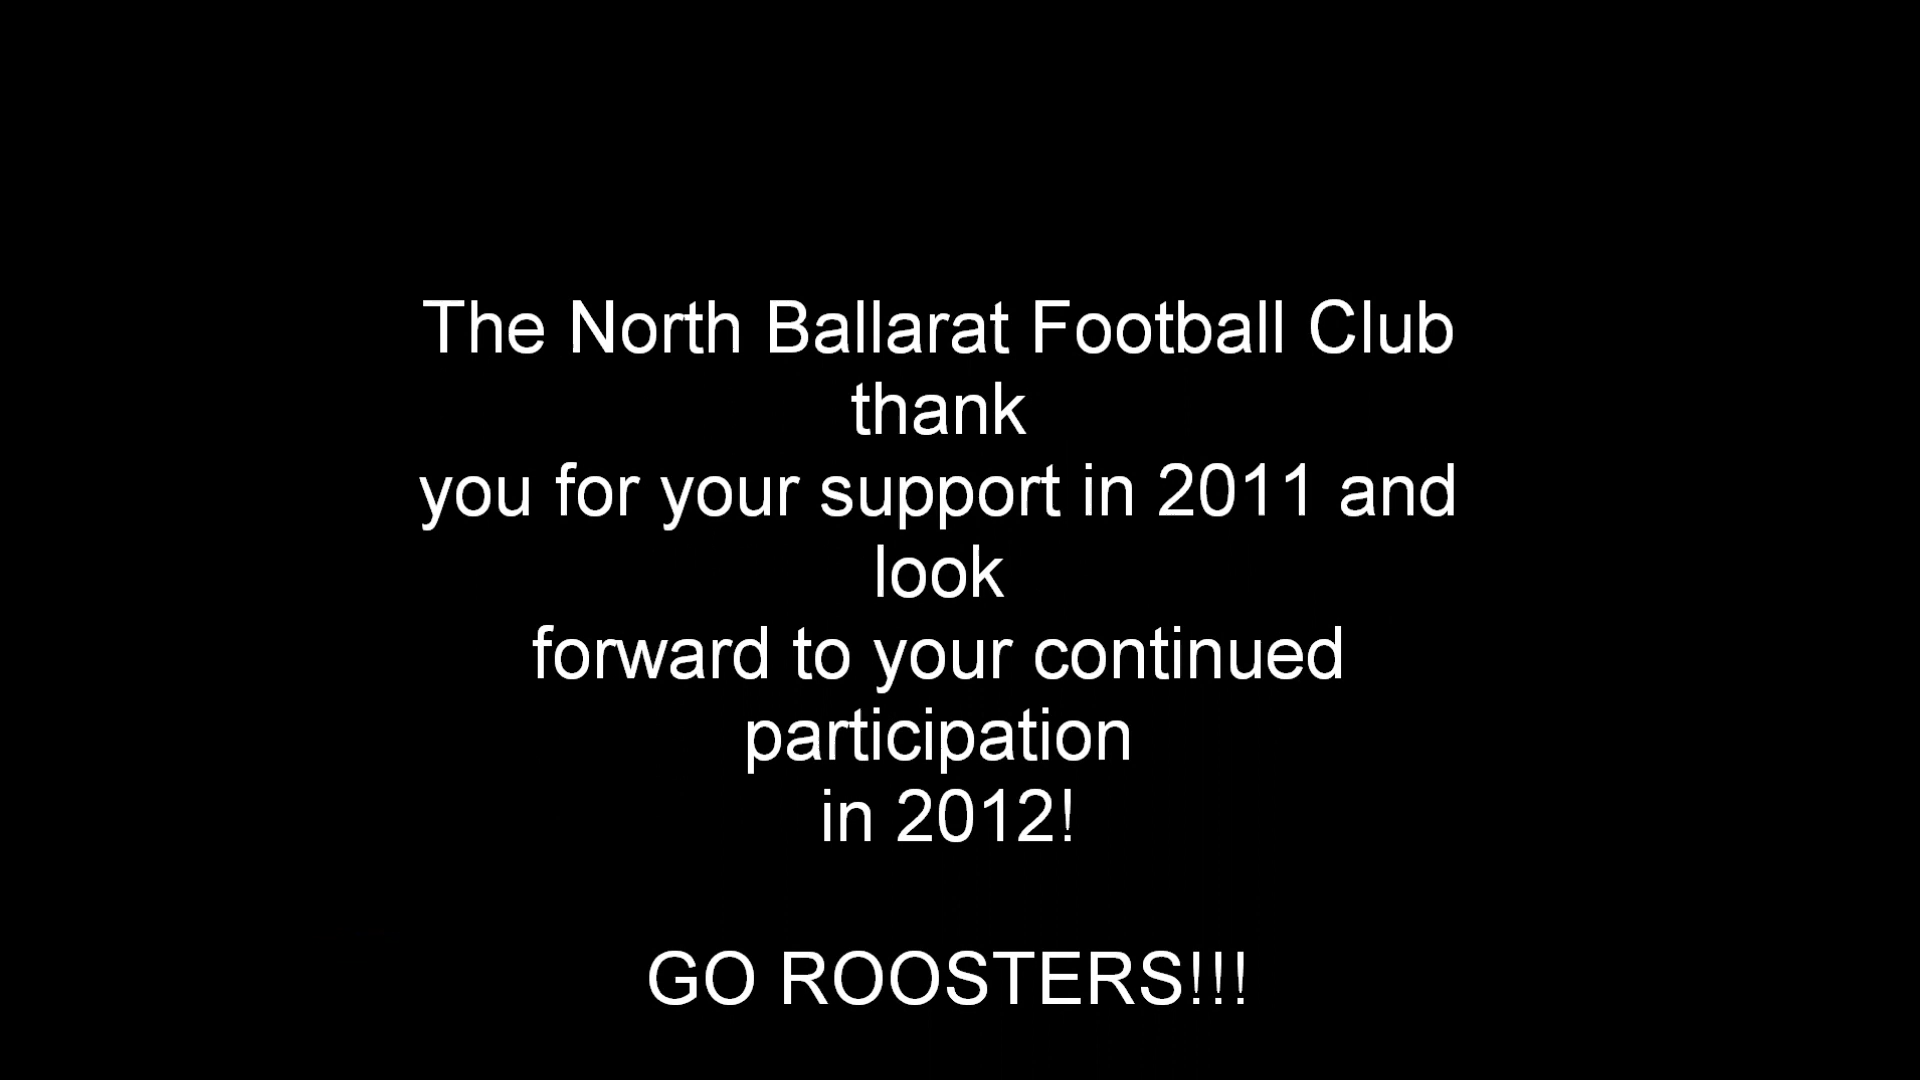 The North Ballarat Football Club
thank
you for your support in 2011 and
look
forward to your continued
participation
in 2012!
GO ROOSTERS!!!